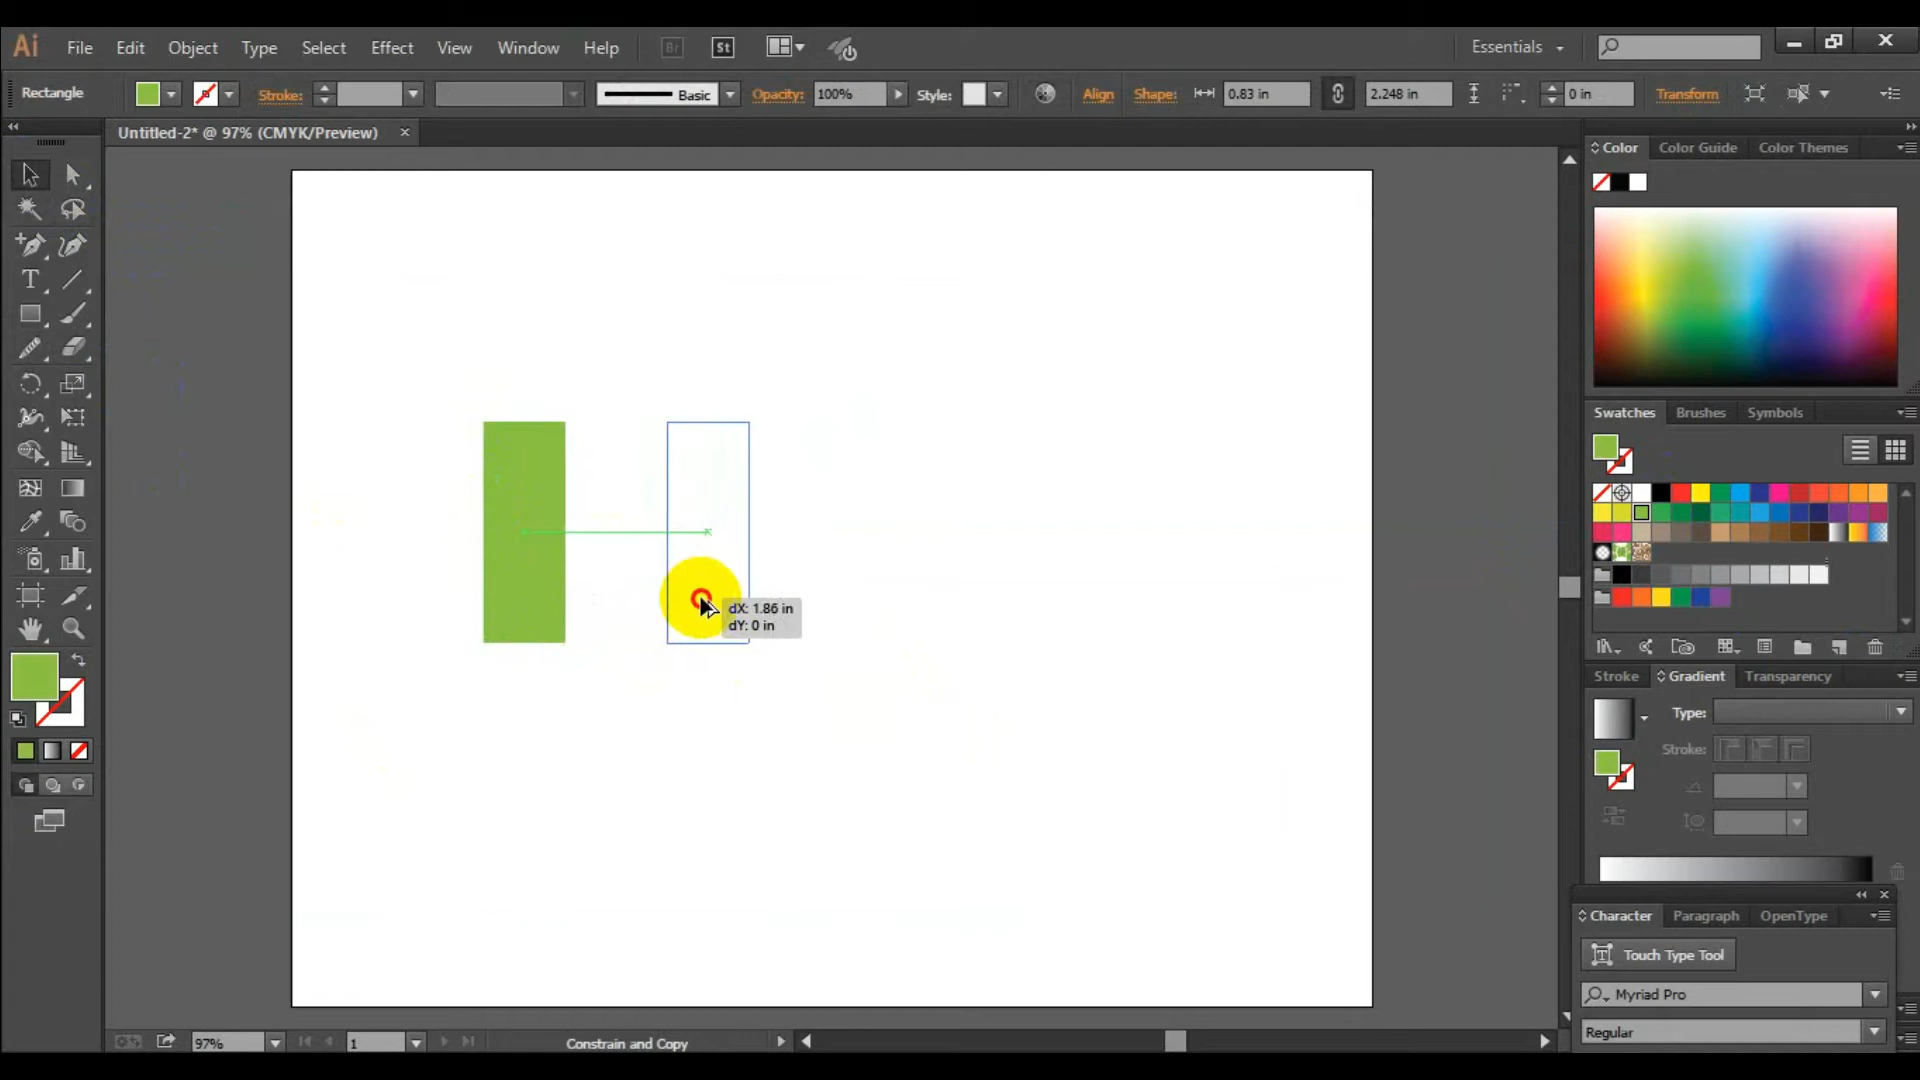 Ai File Edit Object Type Select Effect View Window Help Br St Essentials
Rectangle Stroke: Basic Opacity: 100% Style: Align Shape: 0.83 in 2.248 in 0 in Transform
Untitled-2* @ 97% (CMYK/Preview)
Color Color Guide Color Themes
Swatches Brushes Symbols
dX: 1.86 in
dY: 0 in
Stroke Gradient Transparency
Type:
Stroke:
Character Paragraph OpenType
Touch Type Tool
Myriad Pro
Regular
97% 1 Constrain and Copy